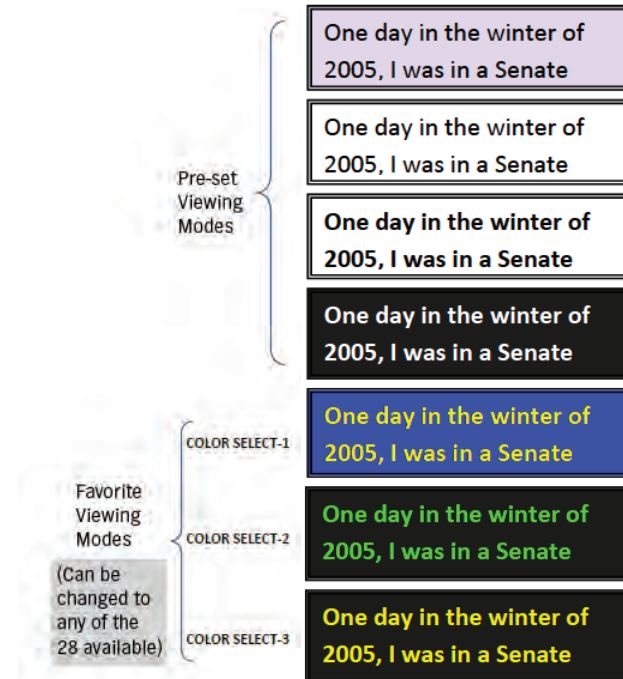 One day in the winter of
2005, I was in a Senate
One day in the winter of
2005, I was in a Senate
Pre-set
Viewing
Modes
One day in the winter of
2005, I was in a Senate
One day in the winter of
2005, I was in a Senate
COLOR SELECT-1
One day in the winter of
2005, I was in a Senate
Favorite
Viewing
Modes
(Can be
changed to
any of the
28 available)
COLOR SELECT-2
One day in the winter of
2005, I was in a Senate
COLOR SELECT-3
One day in the winter of
2005, I was in a Senate